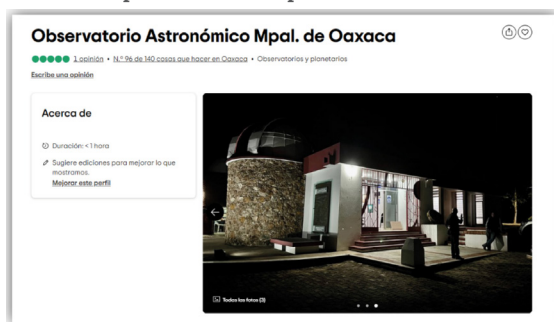 Observatorio Astronómico Mpal. de Oaxaca
1 opinión • N.º 96 de 140 cosas que hacer en Oaxaca • Observatorios y planetarios
Escribe una opinión
Acerca de
Duración: < 1 hora
Sugiere ediciones para mejorar lo que
mostramos.
Mejorar este perfil
Todas las fotos (3)